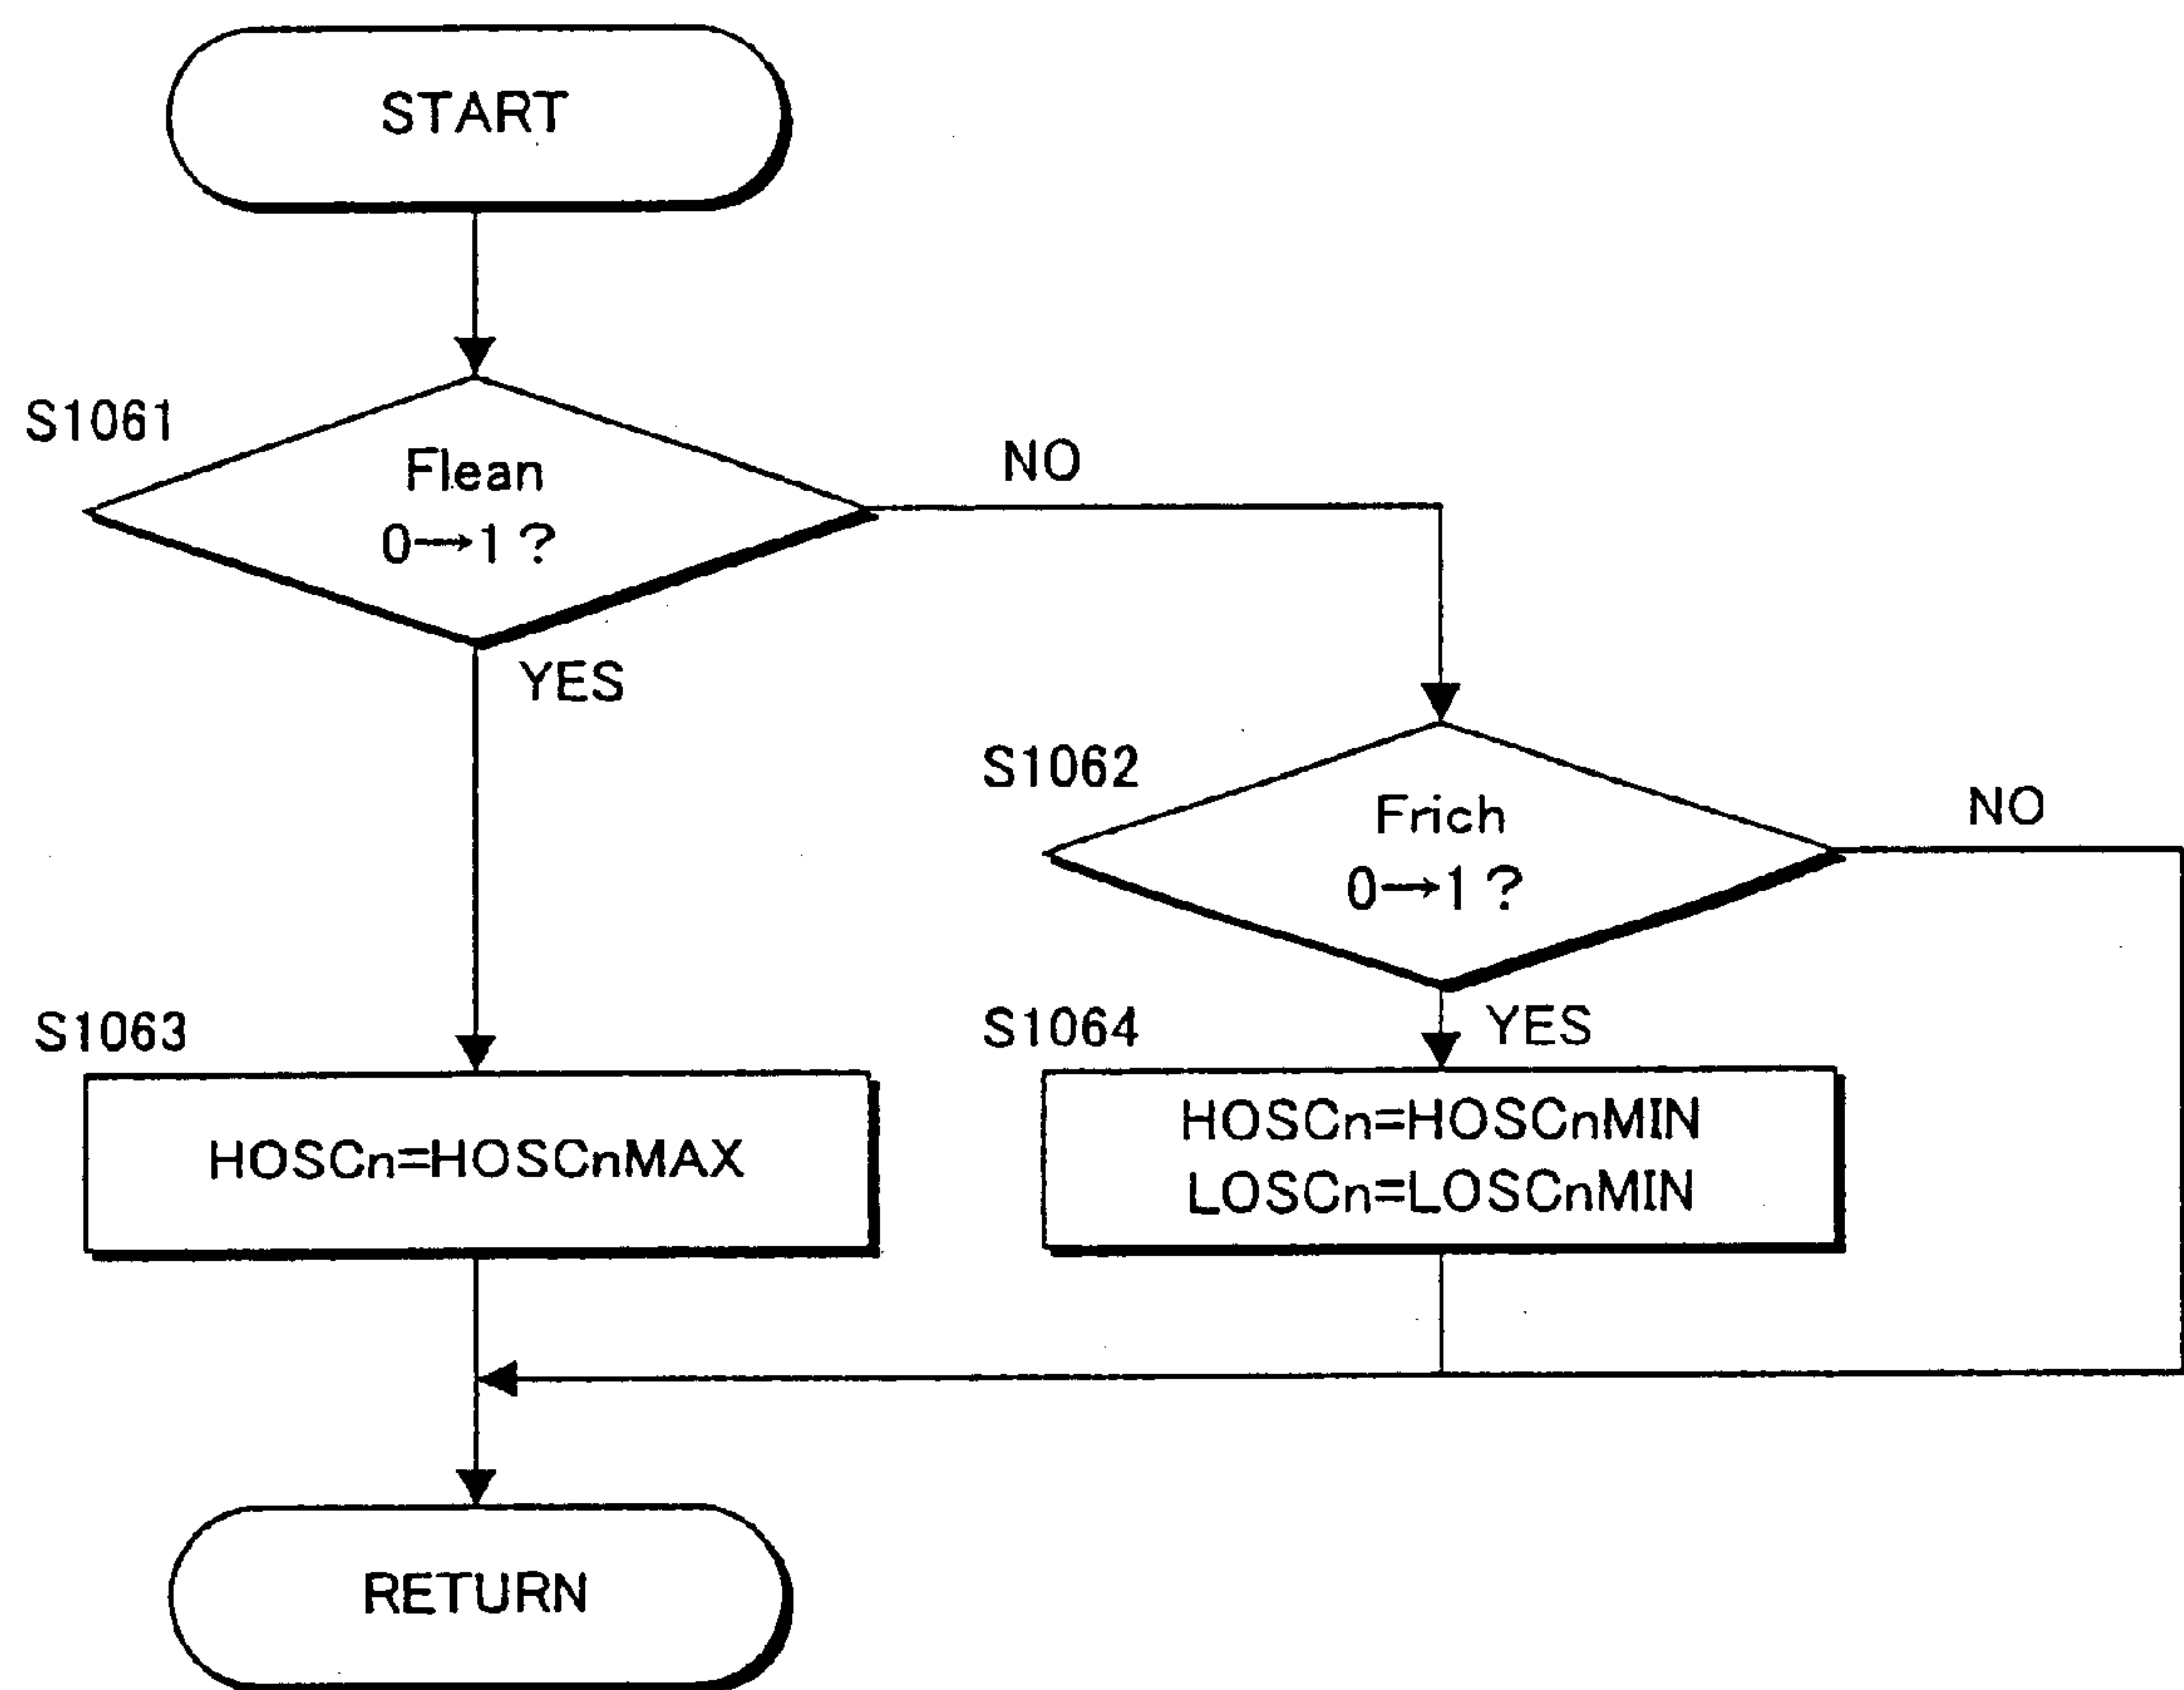 START
S1061
Flean
0→1?
NO
YES
S1062
Frich
0→1?
NO
S1063
HOSCn=HOSCnMAX
S1064
YES
HOSCn=HOSCnMIN
LOSCn=LOSCnMIN
RETURN